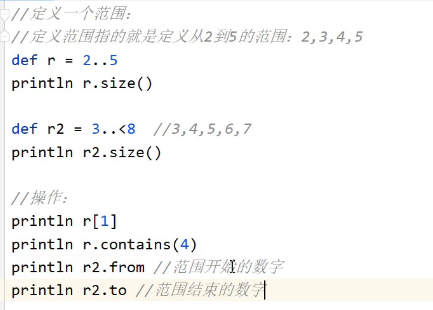 //定义一个范围:
//定义范围指的就是定义从2到5的范围：2,3,4,5
def r = 2..5
println r.size()
def r2 = 3..<8  //3,4,5,6,7
println r2.size()
//操作:
println r[1]
println r.contains(4)
println r2.from //范围开始的数字
println r2.to //范围结束的数字